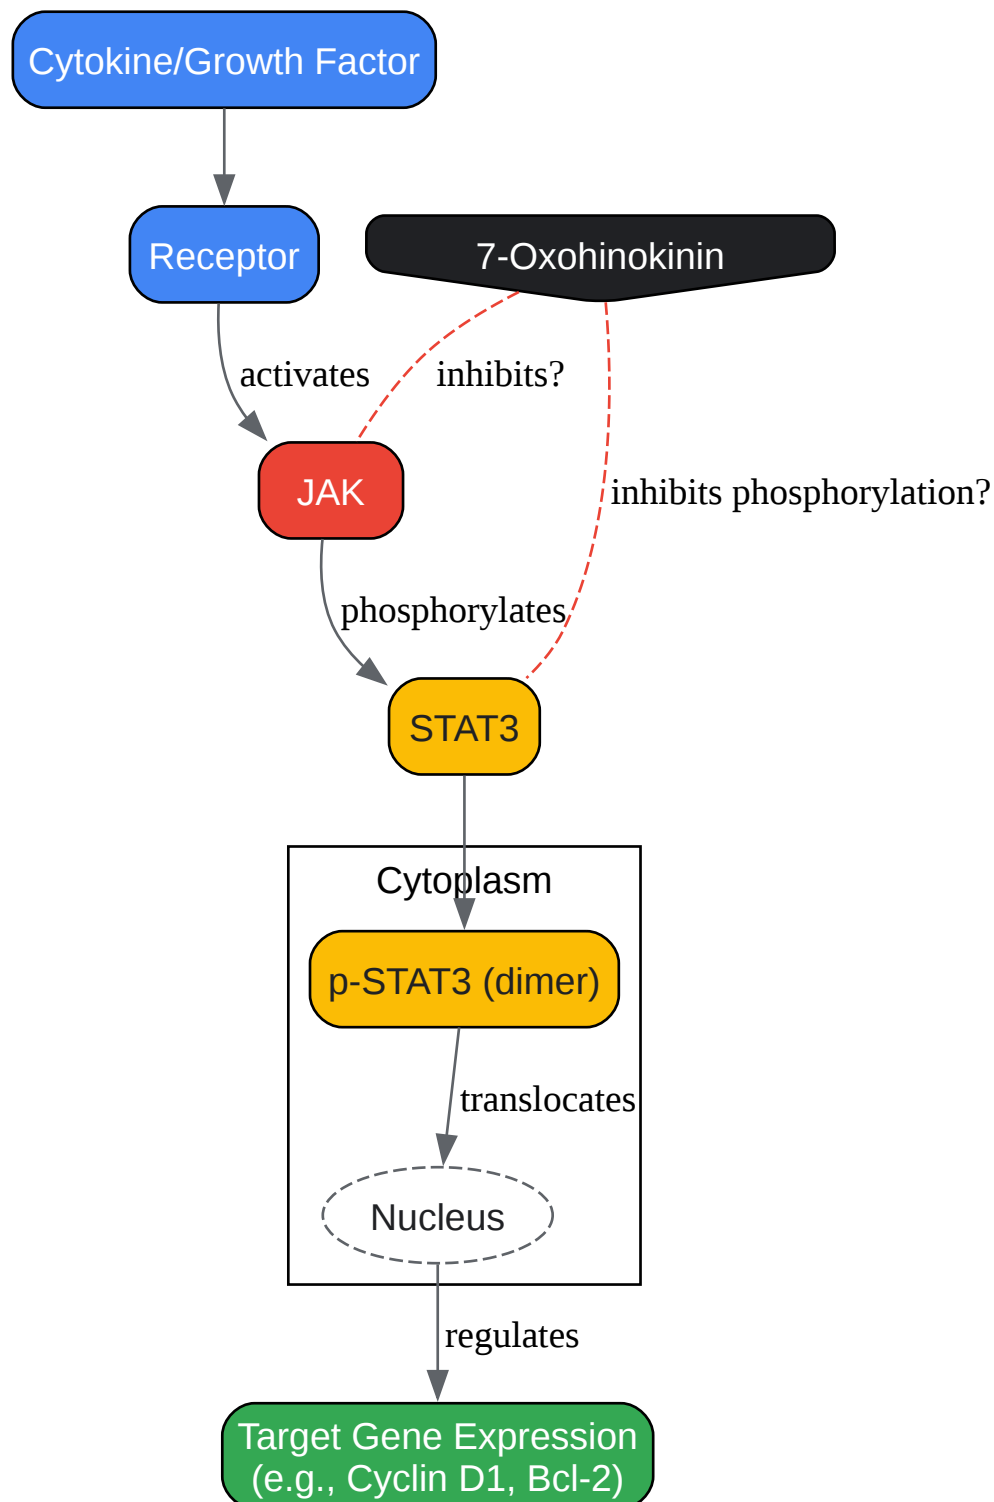 Cytokine/Growth Factor
Receptor
7-Oxohinokinin
activates
inhibits?
JAK
inhibits phosphorylation?
phosphorylates
STAT3
Cytoplasm
p-STAT3 (dimer)
translocates
Nucleus
regulates
Target Gene Expression
(e.g., Cyclin D1, Bcl-2)